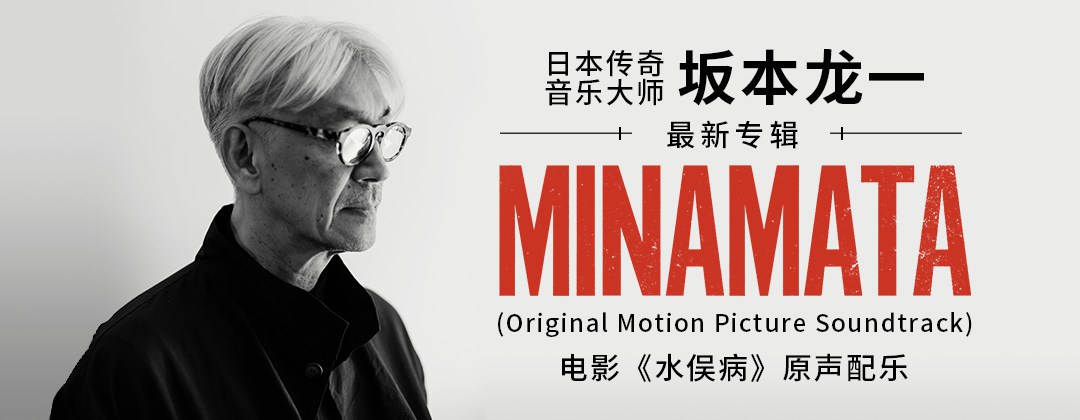 日本传奇
音乐大师
坂本龙一
最新专辑
MINAMATA
(Original Motion Picture Soundtrack)
电影《水俣病》原声配乐